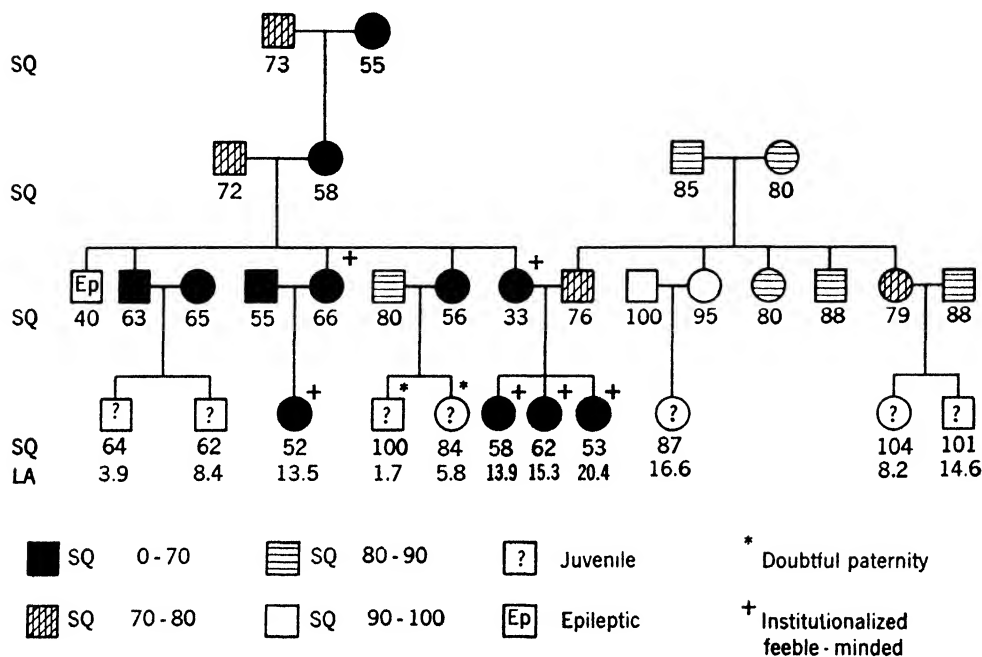 SQ 73 55
SQ 72 58 85 80
+ +
Ep
SQ 40 63 65 55 66 80 56 33 76 100 95 80 88 79 88
? ? + ? * ? * + + + ? ? ?
SQ 64 62 52 100 84 58 62 53 87 104 101
LA 3.9 8.4 13.5 1.7 5.8 13.9 15.3 20.4 16.6 8.2 14.6
SQ 0-70 SQ 80-90 ? Juvenile * Doubtful paternity
SQ 70-80 SQ 90-100 Ep Epileptic + Institutionalized
feeble-minded